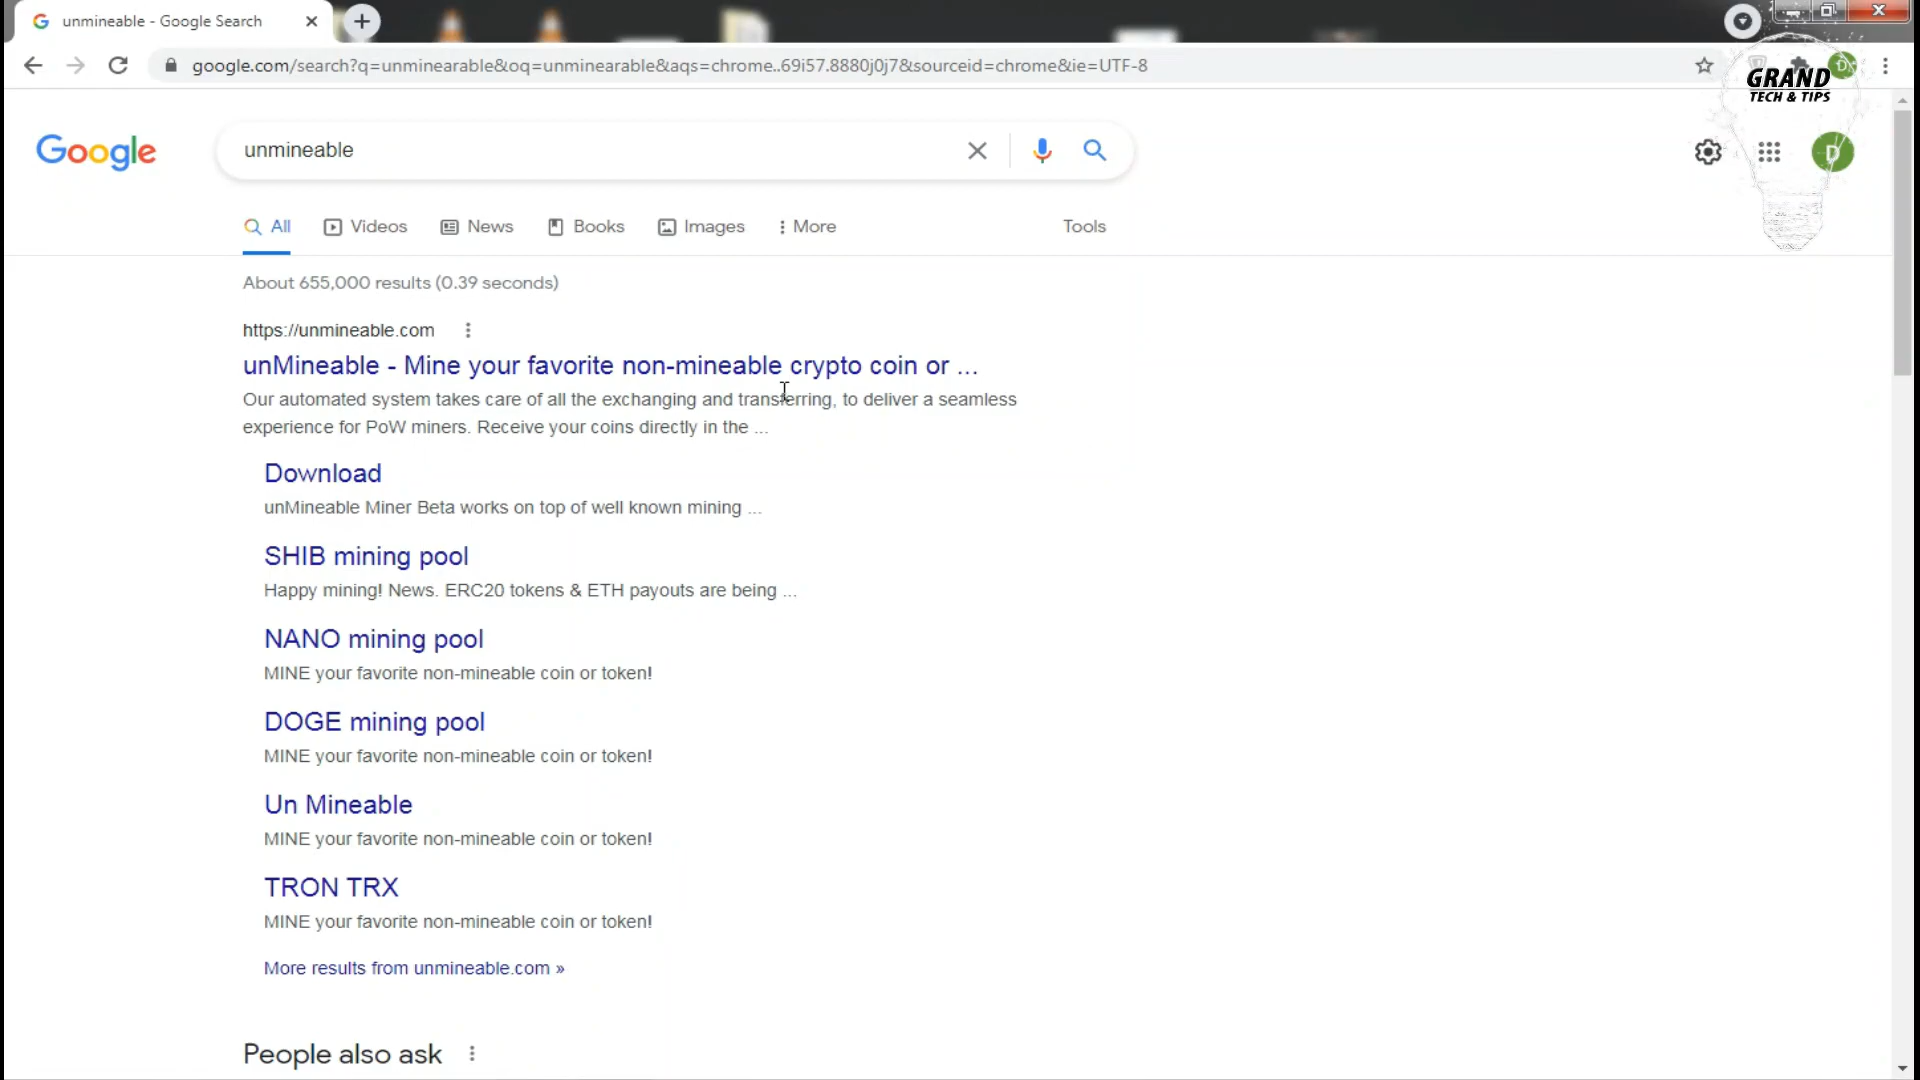 unmineable - Google Search
google.com/search?q=unminearable&oq=unminearable&aqs=chrome..69i57.8880j0j7&sourceid=chrome&ie=UTF-8
GRAND
TECH & TIPS
Google
unmineable
D
All
Videos
News
Books
Images
More
Tools
About 655,000 results (0.39 seconds)
https://unmineable.com
unMineable - Mine your favorite non-mineable crypto coin or ...
Our automated system takes care of all the exchanging and transferring, to deliver a seamless
experience for PoW miners. Receive your coins directly in the ...
Download
unMineable Miner Beta works on top of well known mining ...
SHIB mining pool
Happy mining! News. ERC20 tokens & ETH payouts are being ...
NANO mining pool
MINE your favorite non-mineable coin or token!
DOGE mining pool
MINE your favorite non-mineable coin or token!
Un Mineable
MINE your favorite non-mineable coin or token!
TRON TRX
MINE your favorite non-mineable coin or token!
More results from unmineable.com »
People also ask